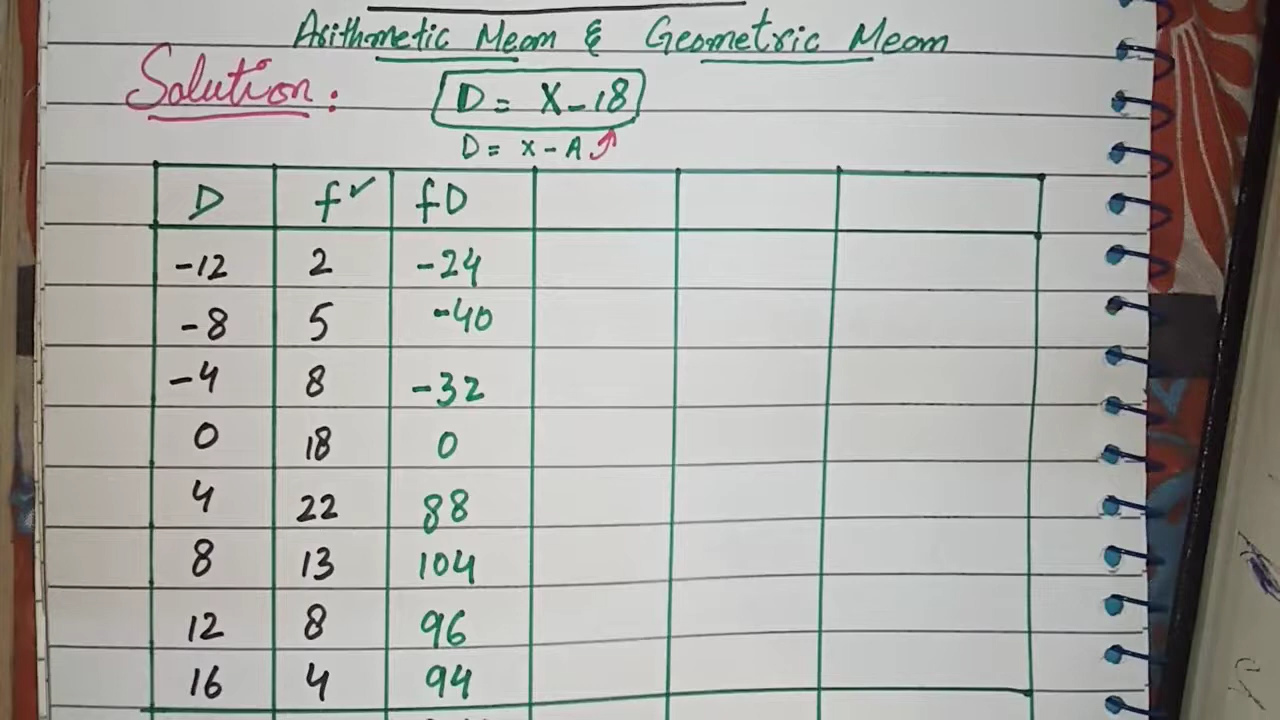 Arithmetic Mean & Geometric Mean
Solution:
D = X - 18
D = x - A
D f ✓ fD
-12 2 -24
-8 5 -40
-4 8 -32
0 18 0
4 22 88
8 13 104
12 8 96
16 4 94